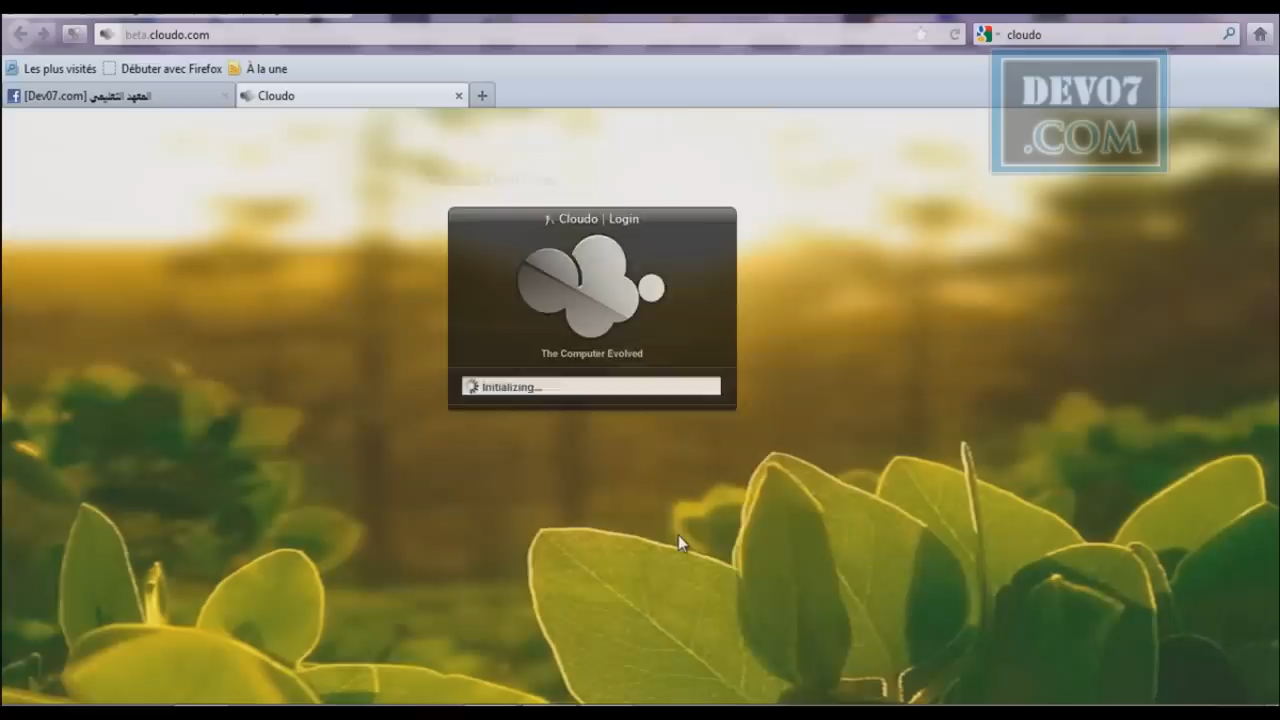 beta.cloudo.com
cloudo
Les plus visités
Débuter avec Firefox
À la une
[Dev07.com] المعهد التقليمي
Cloudo
DEV07
.COM
Cloudo | Login
The Computer Evolved
Initializing...